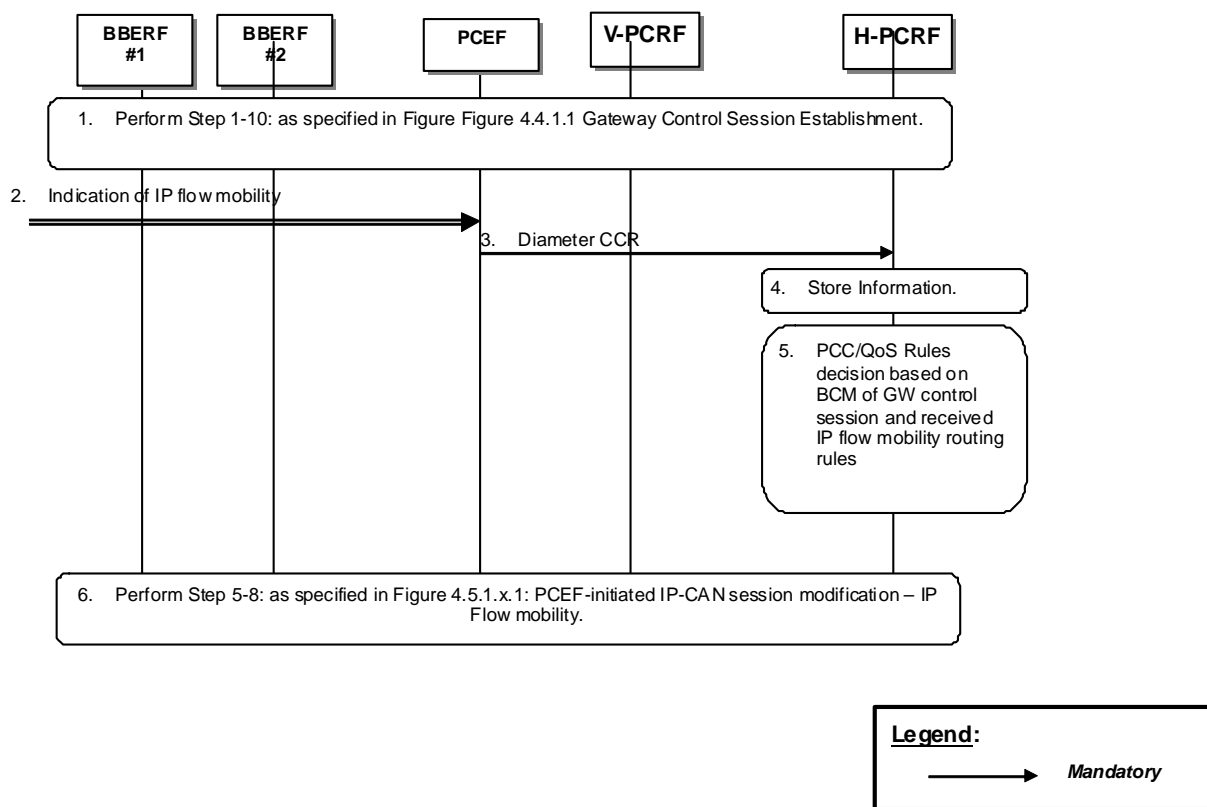 BBERF
#1
BBERF
#2
PCEF
V-PCRF
H-PCRF
1. Perform Step 1-10: as specified in Figure Figure 4.4.1.1 Gateway Control Session Establishment.
2. Indication of IP flow mobility
3. Diameter CCR
4. Store Information.
5. PCC/QoS Rules
decision based on
BCM of GW control
session and received
IP flow mobility routing
rules
6. Perform Step 5-8: as specified in Figure 4.5.1.x.1: PCEF-initiated IP-CAN session modification – IP
Flow mobility.
Legend:
Mandatory